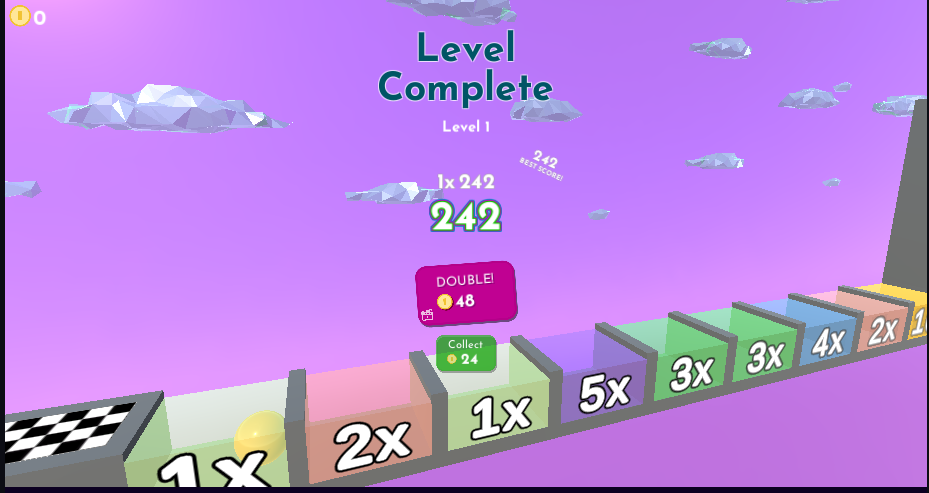 0
Level
Complete
Level 1
242
BEST SCORE!
1x 242
242
DOUBLE!
48
Collect
24
1x
2x
1x
5x
3x
3x
4x
2x